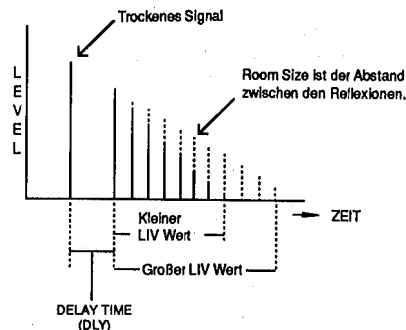 Trockenes Signal
LEVEL
Room Size ist der Abstand
zwischen den Reflexionen.
ZEIT
Kleiner
LIV Wert
Großer LIV Wert
DELAY TIME
(DLY)